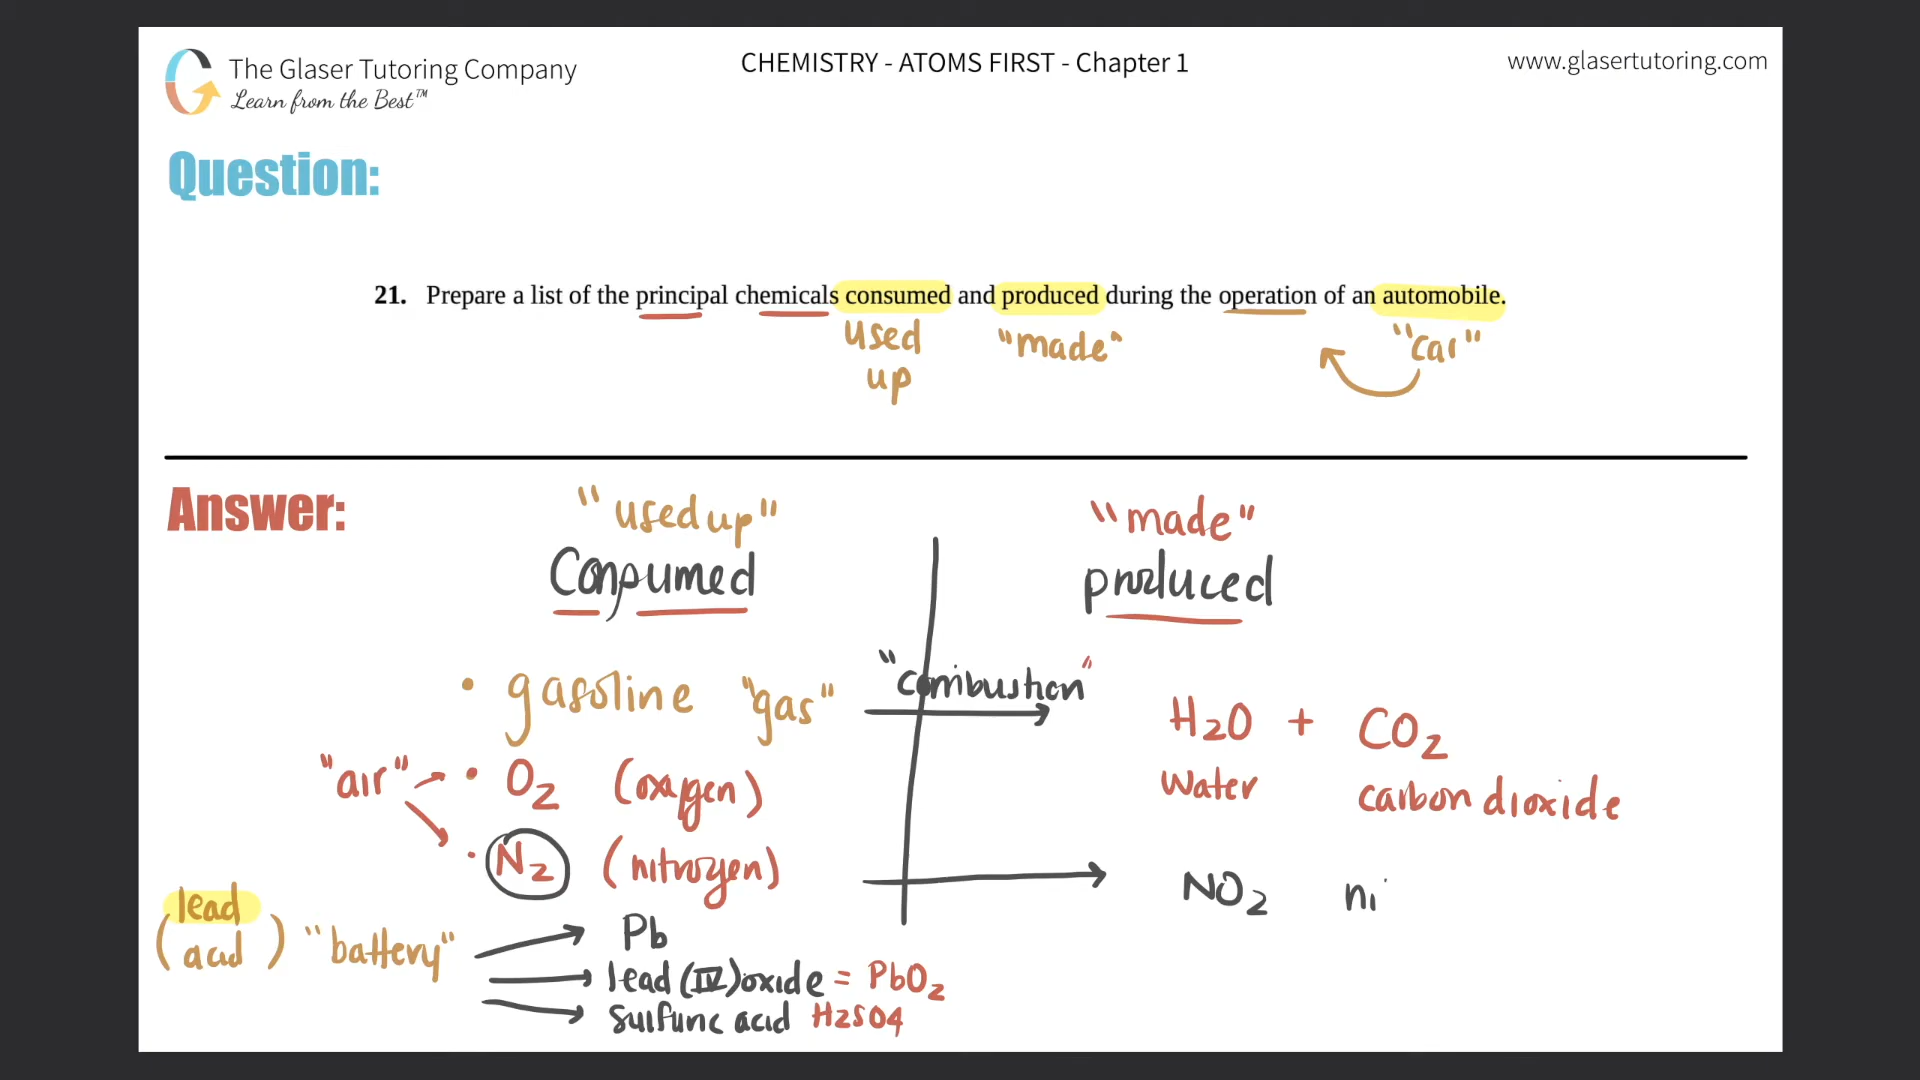 The Glaser Tutoring Company
Learn from the Best™
CHEMISTRY - ATOMS FIRST - Chapter 1
www.glasertutoring.com
Question:
21. Prepare a list of the principal chemicals consumed and produced during the operation of an automobile.
used up
"made"
"car"
Answer:
"used up"
Consumed
"made"
produced
• gasoline "gas"
"combustion"
H2O + CO2
water
carbon dioxide
"air"
• O2 (oxygen)
• N2 (nitrogen)
NO2 ni
(lead acid) "battery"
Pb
lead (IV) oxide = PbO2
sulfuric acid H2SO4